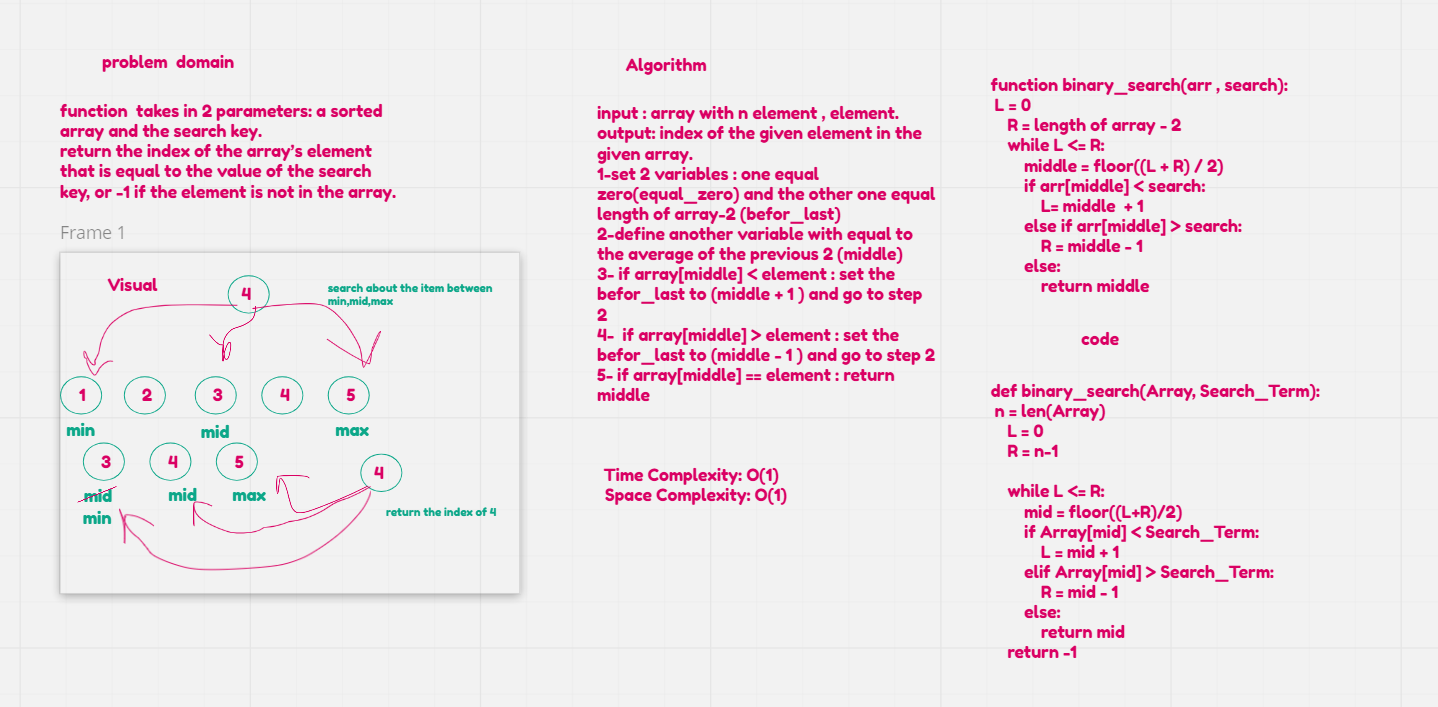 problem domain
function takes in 2 parameters: a sorted
array and the search key.
return the index of the array's element
that is equal to the value of the search
key, or -1 if the element is not in the array.
Frame 1
Visual
4
search about the item between
min,mid,max
1 2 3 4 5
min mid max
3 4 5
4
mid mid max
min
return the index of 4
Algorithm
input : array with n element , element.
output: index of the given element in the
given array.
1-set 2 variables : one equal
zero(equal_zero) and the other one equal
length of array-2 (befor_last)
2-define another variable with equal to
the average of the previous 2 (middle)
3- if array[middle] < element : set the
befor_last to (middle + 1 ) and go to step
2
4- if array[middle] > element : set the
befor_last to (middle - 1 ) and go to step 2
5- if array[middle] == element : return
middle
Time Complexity: O(1)
Space Complexity: O(1)
function binary_search(arr , search):
L = 0
R = length of array - 2
while L <= R:
middle = floor((L + R) / 2)
if arr[middle] < search:
L= middle + 1
else if arr[middle] > search:
R = middle - 1
else:
return middle
code
def binary_search(Array, Search_Term):
n = len(Array)
L = 0
R = n-1
while L <= R:
mid = floor((L+R)/2)
if Array[mid] < Search_Term:
L = mid + 1
elif Array[mid] > Search_Term:
R = mid - 1
else:
return mid
return -1